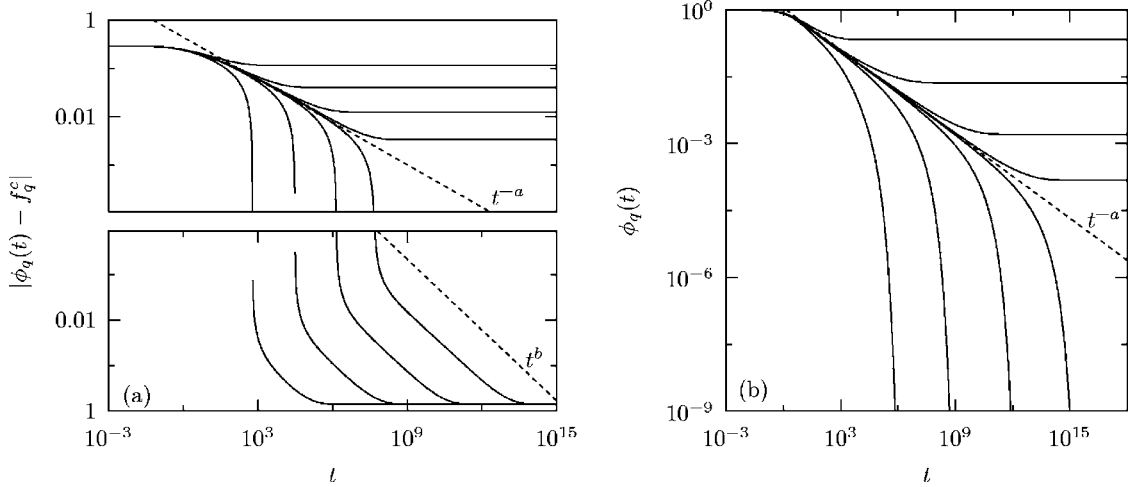 1
0.01
t^{-a}
|ϕ_q(t) − f_q^c|
0.01
t^b
(a)
1
10^{-3} 10^3 10^9 10^{15}
t
10^0
10^{-3}
ϕ_q(t)
t^{-a}
10^{-6}
(b)
10^{-9}
10^{-3} 10^3 10^9 10^{15}
t